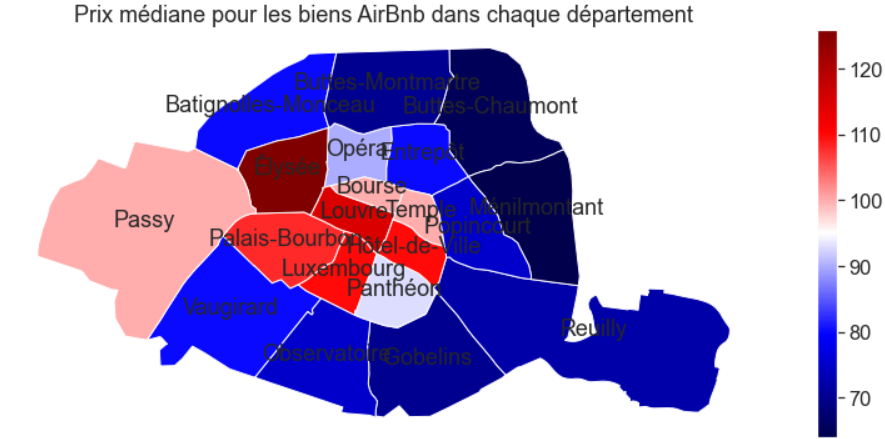 Prix médiane pour les biens AirBnb dans chaque département
Buttes-Montmartre
Batignolles-Monceau
Buttes-Chaumont
Opéra
Entrepôt
Élysée
Bourse
Passy
Louvre
Temple
Ménilmontant
Popincourt
Palais-Bourbon
Hôtel-de-Ville
Luxembourg
Panthéon
Vaugirard
Reuilly
Observatoire
Gobelins
120
110
100
90
80
70